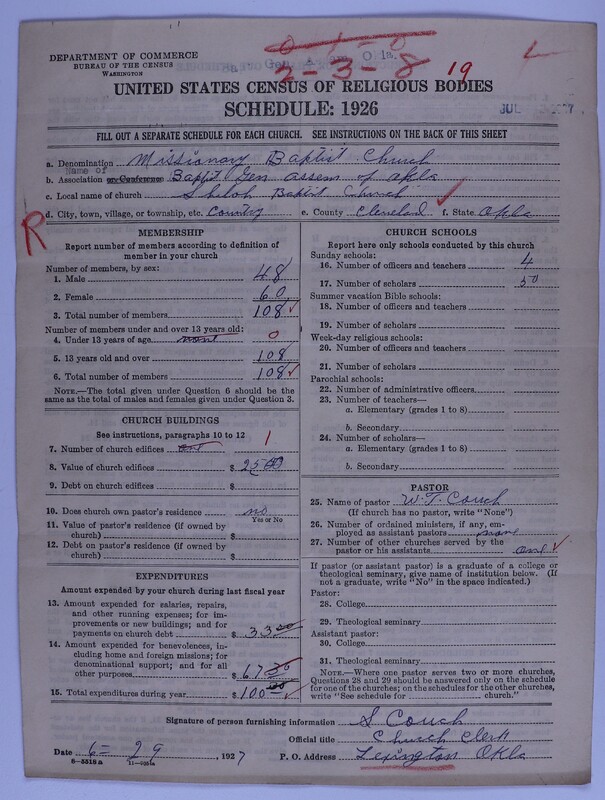 DEPARTMENT OF COMMERCE
BUREAU OF THE CENSUS
WASHINGTON
3-3-8 19
UNITED STATES CENSUS OF RELIGIOUS BODIES
SCHEDULE: 1926
JUL
FILL OUT A SEPARATE SCHEDULE FOR EACH CHURCH. SEE INSTRUCTIONS ON THE BACK OF THIS SHEET
a. Denomination Missionary Baptist Church
Name of
b. Association or Conference Baptist Gen assem of okla
c. Local name of church Shiloh Baptist Church
d. City, town, village, or township, etc. Country e. County Cleveland f. State Okla
R
MEMBERSHIP
Report number of members according to definition of
member in your church
Number of members, by sex:
1. Male 48
2. Female 60
3. Total number of members 108
Number of members under and over 13 years old:
4. Under 13 years of age none 0
5. 13 years old and over 108
6. Total number of members 108
NOTE.—The total given under Question 6 should be the
same as the total of males and females given under Question 3.
CHURCH BUILDINGS
See instructions, paragraphs 10 to 12
7. Number of church edifices one 1
8. Value of church edifices $ 2500
9. Debt on church edifices $
10. Does church own pastor's residence? no
Yes or No
11. Value of pastor's residence (if owned by
church) $
12. Debt on pastor's residence (if owned by
church) $
EXPENDITURES
Amount expended by your church during last fiscal year
13. Amount expended for salaries, repairs,
and other running expenses; for im-
provements or new buildings; and for
payments on church debt $ 33.00
14. Amount expended for benevolences, in-
cluding home and foreign missions; for
denominational support; and for all
other purposes $ 67
15. Total expenditures during year $ 100.00
CHURCH SCHOOLS
Report here only schools conducted by this church
Sunday schools:
16. Number of officers and teachers 4
17. Number of scholars 50
Summer vacation Bible schools:
18. Number of officers and teachers
19. Number of scholars
Week-day religious schools:
20. Number of officers and teachers
21. Number of scholars
Parochial schools:
22. Number of administrative officers
23. Number of teachers—
a. Elementary (grades 1 to 8)
b. Secondary
24. Number of scholars—
a. Elementary (grades 1 to 8)
b. Secondary
PASTOR
25. Name of pastor W. T. Couch
(If church has no pastor, write "None")
26. Number of ordained ministers, if any, em-
ployed as assistant pastors none
27. Number of other churches served by the
pastor or his assistants one
If pastor (or assistant pastor) is a graduate of a college or
theological seminary, give name of institution below. (If
not a graduate, write "No" in the space indicated.)
Pastor:
28. College
29. Theological seminary
Assistant pastor:
30. College
31. Theological seminary
NOTE.—Where one pastor serves two or more churches,
Questions 28 and 29 should be answered only on the schedule
for one of the churches; on the schedules for the other churches,
write "See schedule for church."
Signature of person furnishing information S Couch
Official title Church Clerk
Date 6-29 1927 P. O. Address Lexington Okla
8-5518 a